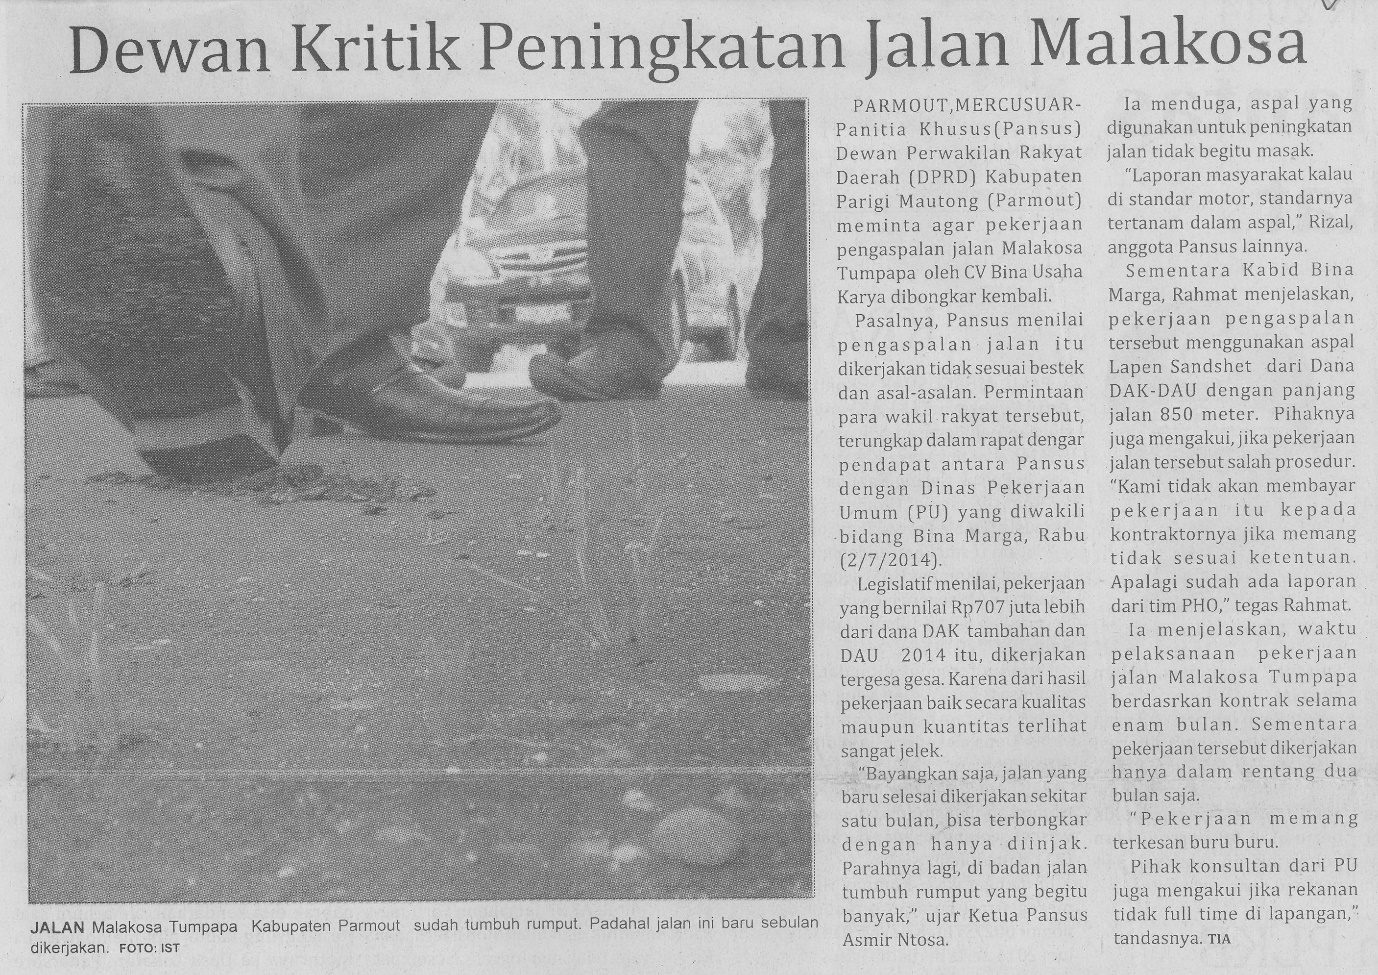 Dewan Kritik Peningkatan Jalan Malakosa
JALAN Malakosa Tumpapa Kabupaten Parmout sudah tumbuh rumput. Padahal jalan ini baru sebulan
dikerjakan. FOTO: IST
PARMOUT,MERCUSUAR-
Panitia Khusus(Pansus)
Dewan Perwakilan Rakyat
Daerah (DPRD) Kabupaten
Parigi Mautong (Parmout)
meminta agar pekerjaan
pengaspalan jalan Malakosa
Tumpapa oleh CV Bina Usaha
Karya dibongkar kembali.
Pasalnya, Pansus menilai
pengaspalan jalan itu
dikerjakan tidak sesuai bestek
dan asal-asalan. Permintaan
para wakil rakyat tersebut,
terungkap dalam rapat dengar
pendapat antara Pansus
dengan Dinas Pekerjaan
Umum (PU) yang diwakili
bidang Bina Marga, Rabu
(2/7/2014).
Legislatif menilai, pekerjaan
yang bernilai Rp707 juta lebih
dari dana DAK tambahan dan
DAU 2014 itu, dikerjakan
tergesa gesa. Karena dari hasil
pekerjaan baik secara kualitas
maupun kuantitas terlihat
sangat jelek.
“Bayangkan saja, jalan yang
baru selesai dikerjakan sekitar
satu bulan, bisa terbongkar
dengan hanya diinjak.
Parahnya lagi, di badan jalan
tumbuh rumput yang begitu
banyak,” ujar Ketua Pansus
Asmir Ntosa.
Ia menduga, aspal yang
digunakan untuk peningkatan
jalan tidak begitu masak.
“Laporan masyarakat kalau
di standar motor, standarnya
tertanam dalam aspal,” Rizal,
anggota Pansus lainnya.
Sementara Kabid Bina
Marga, Rahmat menjelaskan,
pekerjaan pengaspalan
tersebut menggunakan aspal
Lapen Sandshet dari Dana
DAK-DAU dengan panjang
jalan 850 meter. Pihaknya
juga mengakui, jika pekerjaan
jalan tersebut salah prosedur.
“Kami tidak akan membayar
pekerjaan itu kepada
kontraktornya jika memang
tidak sesuai ketentuan.
Apalagi sudah ada laporan
dari tim PHO,” tegas Rahmat.
Ia menjelaskan, waktu
pelaksanaan pekerjaan
jalan Malakosa Tumpapa
berdasrkan kontrak selama
enam bulan. Sementara
pekerjaan tersebut dikerjakan
hanya dalam rentang dua
bulan saja.
“Pekerjaan memang
terkesan buru buru.
Pihak konsultan dari PU
juga mengakui jika rekanan
tidak full time di lapangan,”
tandasnya. TIA